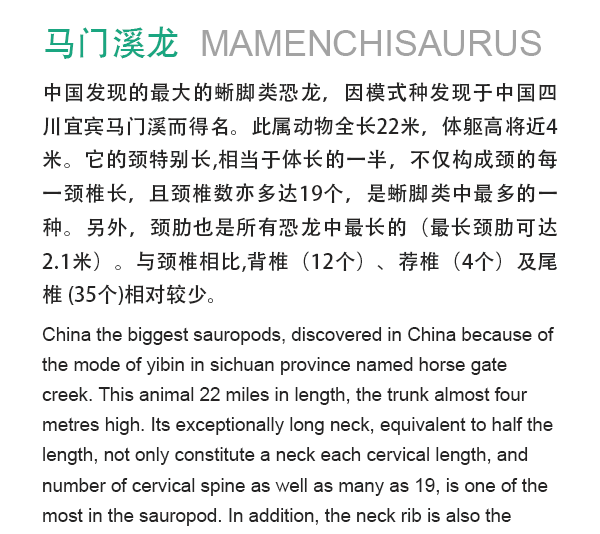 马门溪龙 MAMENCHISAURUS
中国发现的最大的蜥脚类恐龙，因模式种发现于中国四
川宜宾马门溪而得名。此属动物全长22米，体躯高将近4
米。它的颈特别长,相当于体长的一半，不仅构成颈的每
一颈椎长，且颈椎数亦多达19个，是蜥脚类中最多的一
种。另外，颈肋也是所有恐龙中最长的（最长颈肋可达
2.1米）。与颈椎相比,背椎（12个）、荐椎（4个）及尾
椎 (35个)相对较少。
China the biggest sauropods, discovered in China because of
the mode of yibin in sichuan province named horse gate
creek. This animal 22 miles in length, the trunk almost four
metres high. Its exceptionally long neck, equivalent to half the
length, not only constitute a neck each cervical length, and
number of cervical spine as well as many as 19, is one of the
most in the sauropod. In addition, the neck rib is also the